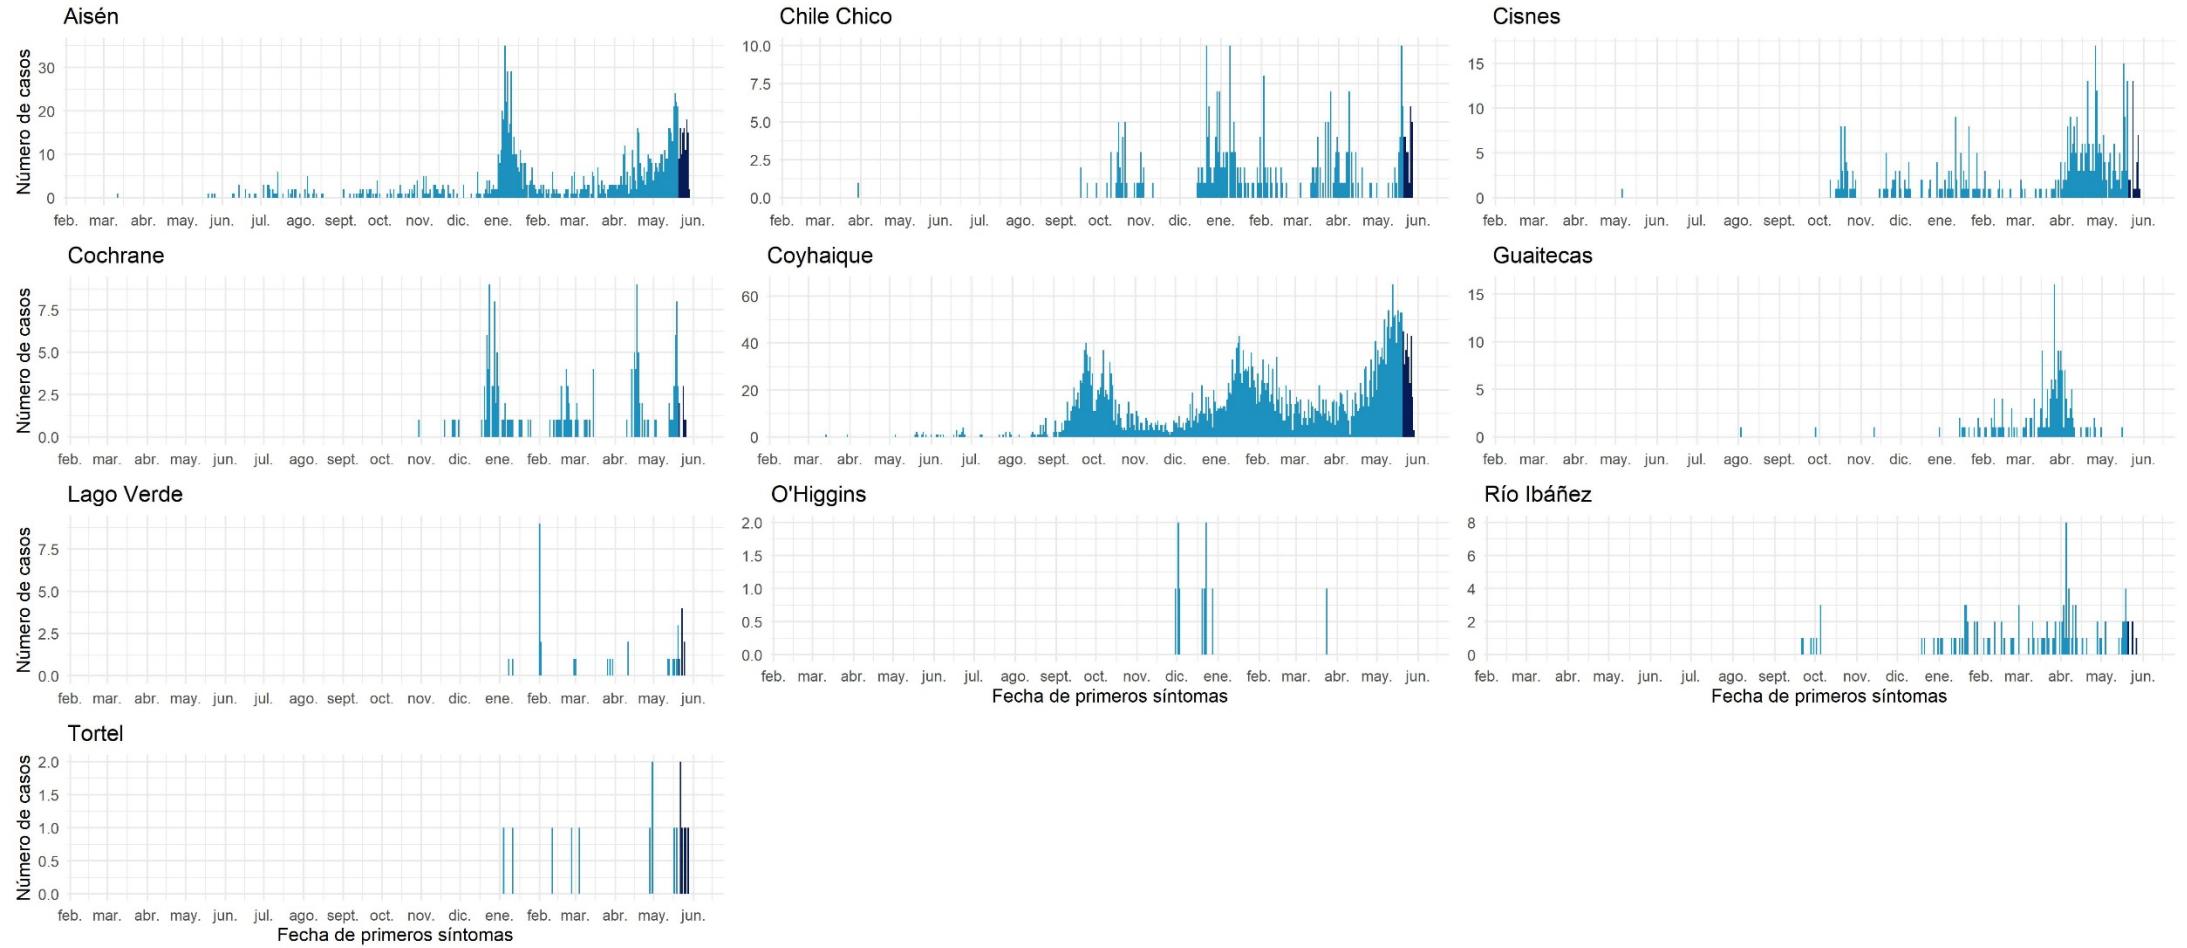 Aisén
Número de casos
30
20
10
0
feb. mar. abr. may. jun. jul. ago. sept. oct. nov. dic. ene. feb. mar. abr. may. jun.
Chile Chico
10.0
7.5
5.0
2.5
0.0
feb. mar. abr. may. jun. jul. ago. sept. oct. nov. dic. ene. feb. mar. abr. may. jun.
Cisnes
15
10
5
0
feb. mar. abr. may. jun. jul. ago. sept. oct. nov. dic. ene. feb. mar. abr. may. jun.
Cochrane
Número de casos
7.5
5.0
2.5
0.0
feb. mar. abr. may. jun. jul. ago. sept. oct. nov. dic. ene. feb. mar. abr. may. jun.
Coyhaique
60
40
20
0
feb. mar. abr. may. jun. jul. ago. sept. oct. nov. dic. ene. feb. mar. abr. may. jun.
Guaitecas
15
10
5
0
feb. mar. abr. may. jun. jul. ago. sept. oct. nov. dic. ene. feb. mar. abr. may. jun.
Lago Verde
Número de casos
7.5
5.0
2.5
0.0
feb. mar. abr. may. jun. jul. ago. sept. oct. nov. dic. ene. feb. mar. abr. may. jun.
O'Higgins
2.0
1.5
1.0
0.5
0.0
feb. mar. abr. may. jun. jul. ago. sept. oct. nov. dic. ene. feb. mar. abr. may. jun.
Fecha de primeros síntomas
Río Ibáñez
8
6
4
2
0
feb. mar. abr. may. jun. jul. ago. sept. oct. nov. dic. ene. feb. mar. abr. may. jun.
Fecha de primeros síntomas
Tortel
Número de casos
2.0
1.5
1.0
0.5
0.0
feb. mar. abr. may. jun. jul. ago. sept. oct. nov. dic. ene. feb. mar. abr. may. jun.
Fecha de primeros síntomas